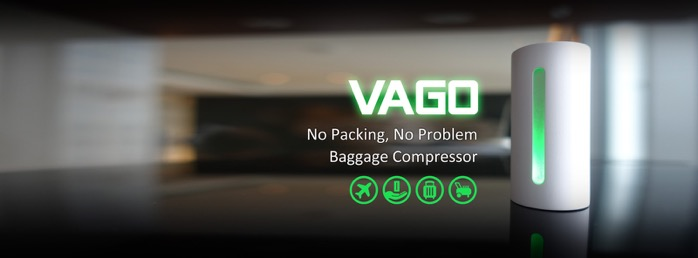 VAGO
No Packing, No Problem
Baggage Compressor